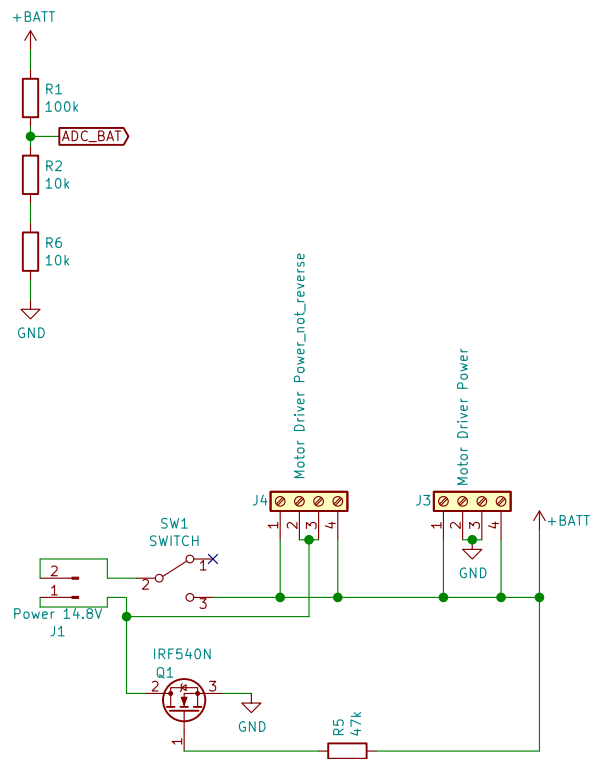 +BATT
R1
100k
ADC_BAT
R2
10k
R6
10k
GND
Motor Driver Power_not_reverse
Motor Driver Power
J4
1
2
3
4
J3
1
2
3
4
+BATT
GND
SW1
SWITCH
1
2
3
2
1
Power 14.8V
J1
IRF540N
Q1
2
3
1
GND
R5
47k